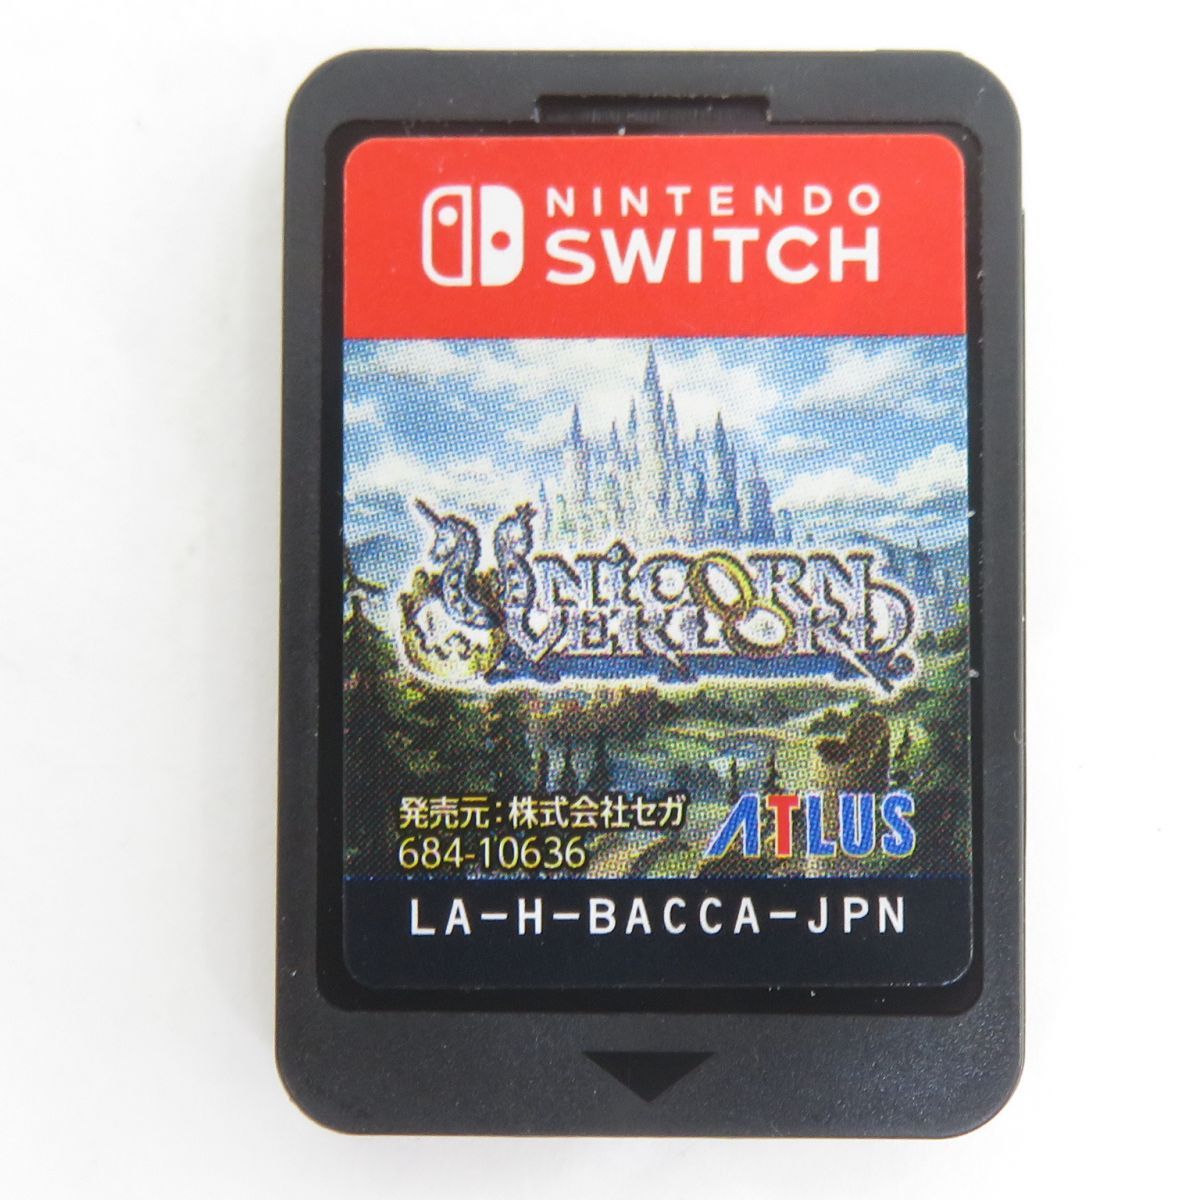 NINTENDO
SWITCH
UNICORN
OVERLORD
発売元:株式会社セガ
684-10636
ATLUS
LA-H-BACCA-JPN